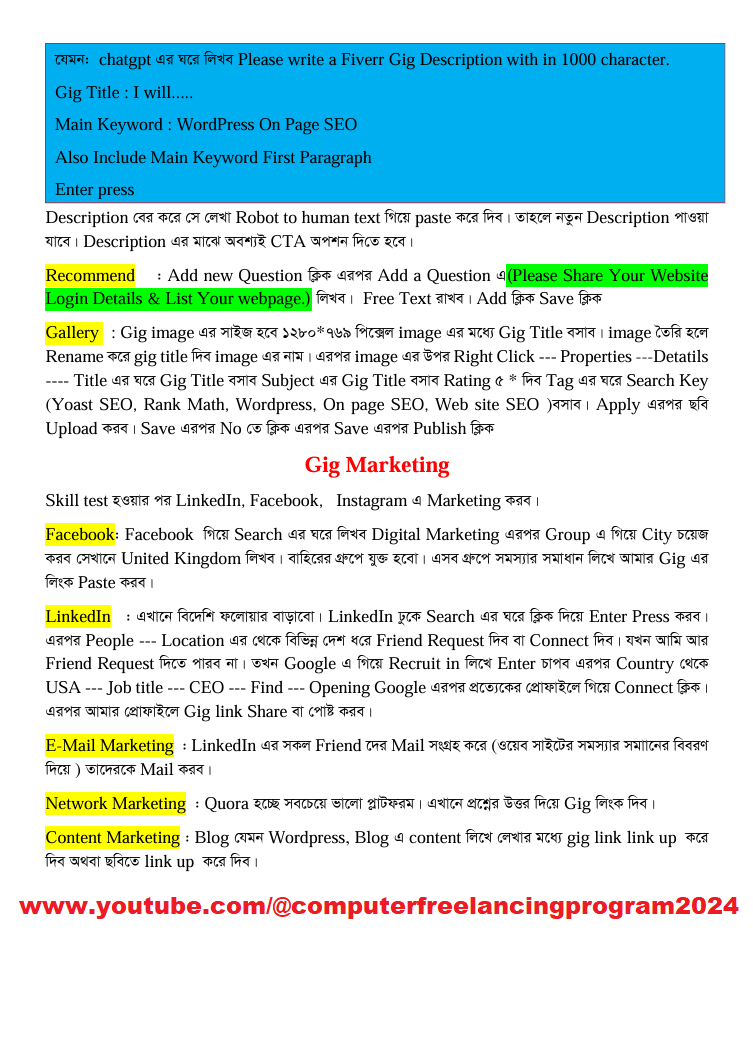 যেমন: chatgpt এর ঘরে লিখব Please write a Fiverr Gig Description with in 1000 character.
Gig Title : I will.....
Main Keyword : WordPress On Page SEO
Also Include Main Keyword First Paragraph
Enter press
Description বের করে সে লেখা Robot to human text গিয়ে paste করে দিব। তাহলে নতুন Description পাওয়া
যাবে। Description এর মাঝে অবশ্যই CTA অপশন দিতে হবে।
Recommend : Add new Question ক্লিক এরপর Add a Question এ(Please Share Your Website
Login Details & List Your webpage.) লিখব। Free Text রাখব। Add ক্লিক Save ক্লিক
Gallery : Gig image এর সাইজ হবে ১২৮০*৭৬৯ পিক্সেল image এর মধ্যে Gig Title বসাব। image তৈরি হলে
Rename করে gig title দিব image এর নাম। এরপর image এর উপর Right Click --- Properties ---Detatils
---- Title এর ঘরে Gig Title বসাব Subject এর Gig Title বসাব Rating ৫ * দিব Tag এর ঘরে Search Key
(Yoast SEO, Rank Math, Wordpress, On page SEO, Web site SEO )বসাব। Apply এরপর ছবি
Upload করব। Save এরপর No তে ক্লিক এরপর Save এরপর Publish ক্লিক
Gig Marketing
Skill test হওয়ার পর LinkedIn, Facebook, Instagram এ Marketing করব।
Facebook: Facebook গিয়ে Search এর ঘরে লিখব Digital Marketing এরপর Group এ গিয়ে City চয়েজ
করব সেখানে United Kingdom লিখব। বাহিরের গ্রুপে যুক্ত হবো। এসব গ্রুপে সমস্যার সমাধান লিখে আমার Gig এর
লিংক Paste করব।
LinkedIn : এখানে বিদেশি ফলোয়ার বাড়াবো। LinkedIn ঢুকে Search এর ঘরে ক্লিক দিয়ে Enter Press করব।
এরপর People --- Location এর থেকে বিভিন্ন দেশ ধরে Friend Request দিব বা Connect দিব। যখন আমি আর
Friend Request দিতে পারব না। তখন Google এ গিয়ে Recruit in লিখে Enter চাপব এরপর Country থেকে
USA --- Job title --- CEO --- Find --- Opening Google এরপর প্রত্যেকের প্রোফাইলে গিয়ে Connect ক্লিক।
এরপর আমার প্রোফাইলে Gig link Share বা পোষ্ট করব।
E-Mail Marketing : LinkedIn এর সকল Friend দের Mail সংগ্রহ করে (ওয়েব সাইটের সমস্যার সমাানের বিবরণ
দিয়ে ) তাদেরকে Mail করব।
Network Marketing : Quora হচ্ছে সবচেয়ে ভালো প্লাটফরম। এখানে প্রশ্নের উত্তর দিয়ে Gig লিংক দিব।
Content Marketing : Blog যেমন Wordpress, Blog এ content লিখে লেখার মধ্যে gig link link up করে
দিব অথবা ছবিতে link up করে দিব।
www.youtube.com/@computerfreelancingprogram2024